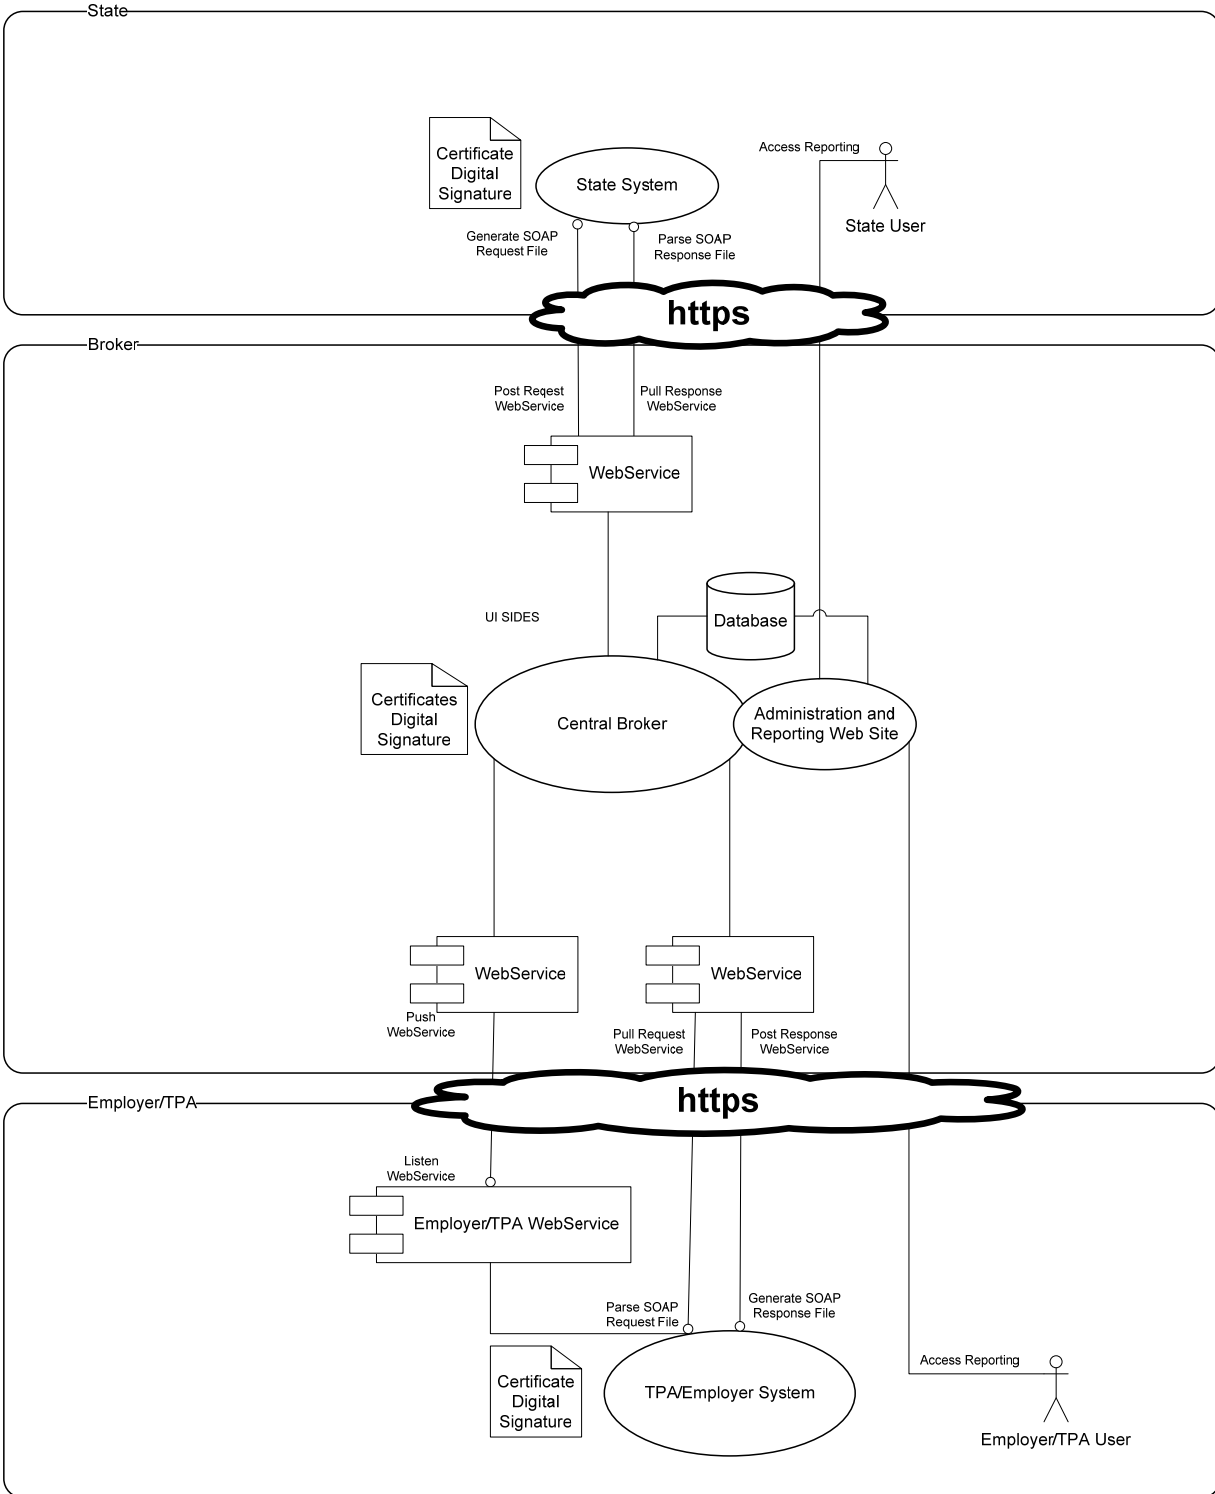 State
Certificate
Digital
Signature
State System
Access Reporting
State User
Generate SOAP
Request File
Parse SOAP
Response File
https
Broker
Post Reqest
WebService
Pull Response
WebService
WebService
UI SIDES
Database
Certificates
Digital
Signature
Central Broker
Administration and
Reporting Web Site
WebService
WebService
Push
WebService
Pull Request
WebService
Post Response
WebService
https
Employer/TPA
Listen
WebService
Employer/TPA WebService
Parse SOAP
Request File
Generate SOAP
Response File
Certificate
Digital
Signature
TPA/Employer System
Access Reporting
Employer/TPA User